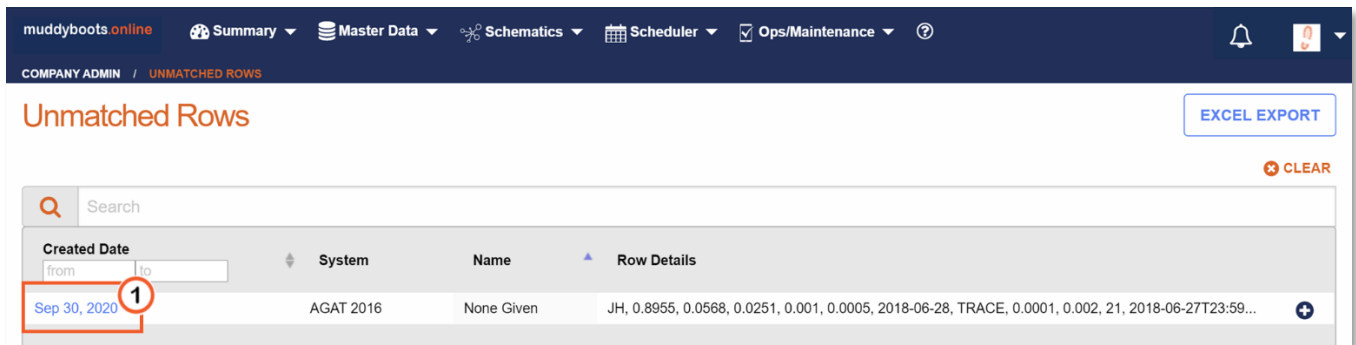 muddyboots.online Summary Master Data Schematics Scheduler Ops/Maintenance ?
COMPANY ADMIN / UNMATCHED ROWS
Unmatched Rows
EXCEL EXPORT
CLEAR
Search
Created Date
from to
System Name Row Details
1
Sep 30, 2020 AGAT 2016 None Given JH, 0.8955, 0.0568, 0.0251, 0.001, 0.0005, 2018-06-28, TRACE, 0.0001, 0.002, 21, 2018-06-27T23:59...